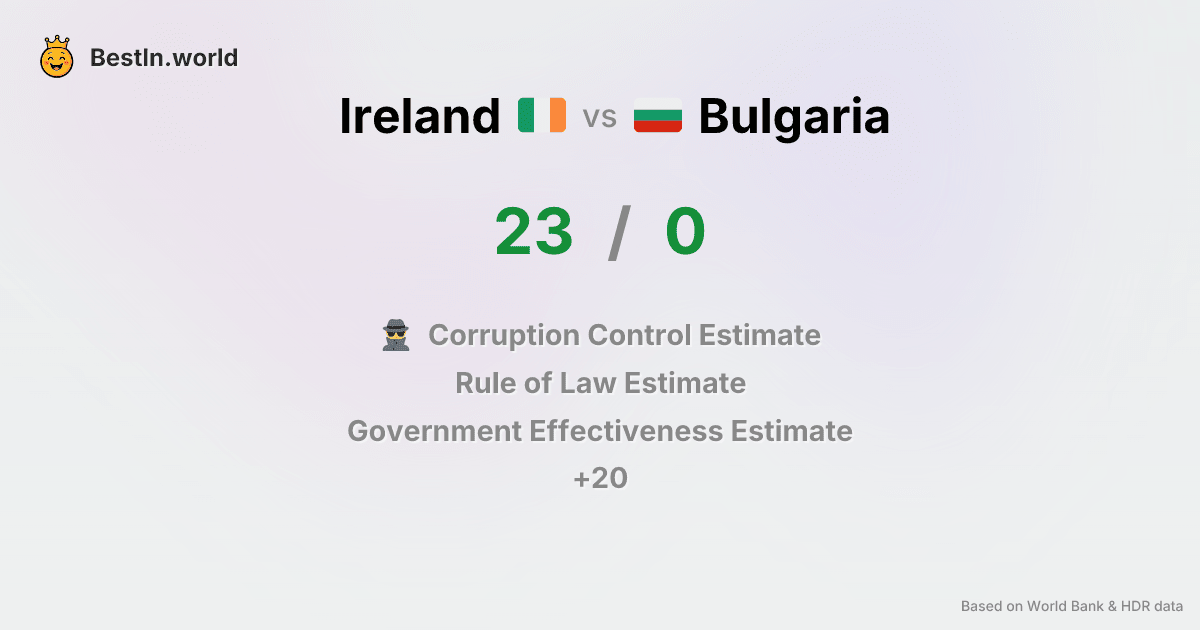 BestIn.world
Ireland vs Bulgaria
23 / 0
Corruption Control Estimate
Rule of Law Estimate
Government Effectiveness Estimate
+20
Based on World Bank & HDR data